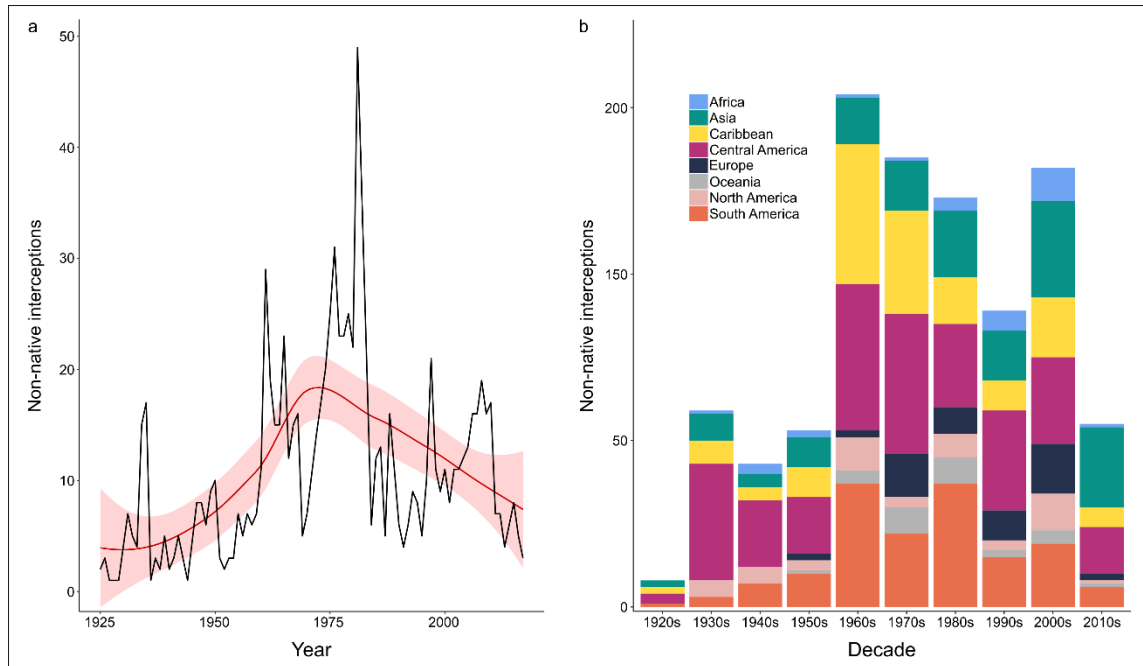 a
Non-native interceptions
50
40
30
20
10
0
1925
1950
1975
2000
Year
b
Non-native interceptions
200
150
50
0
Africa
Asia
Caribbean
Central America
Europe
Oceania
North America
South America
1920s 1930s 1940s 1950s 1960s 1970s 1980s 1990s 2000s 2010s
Decade